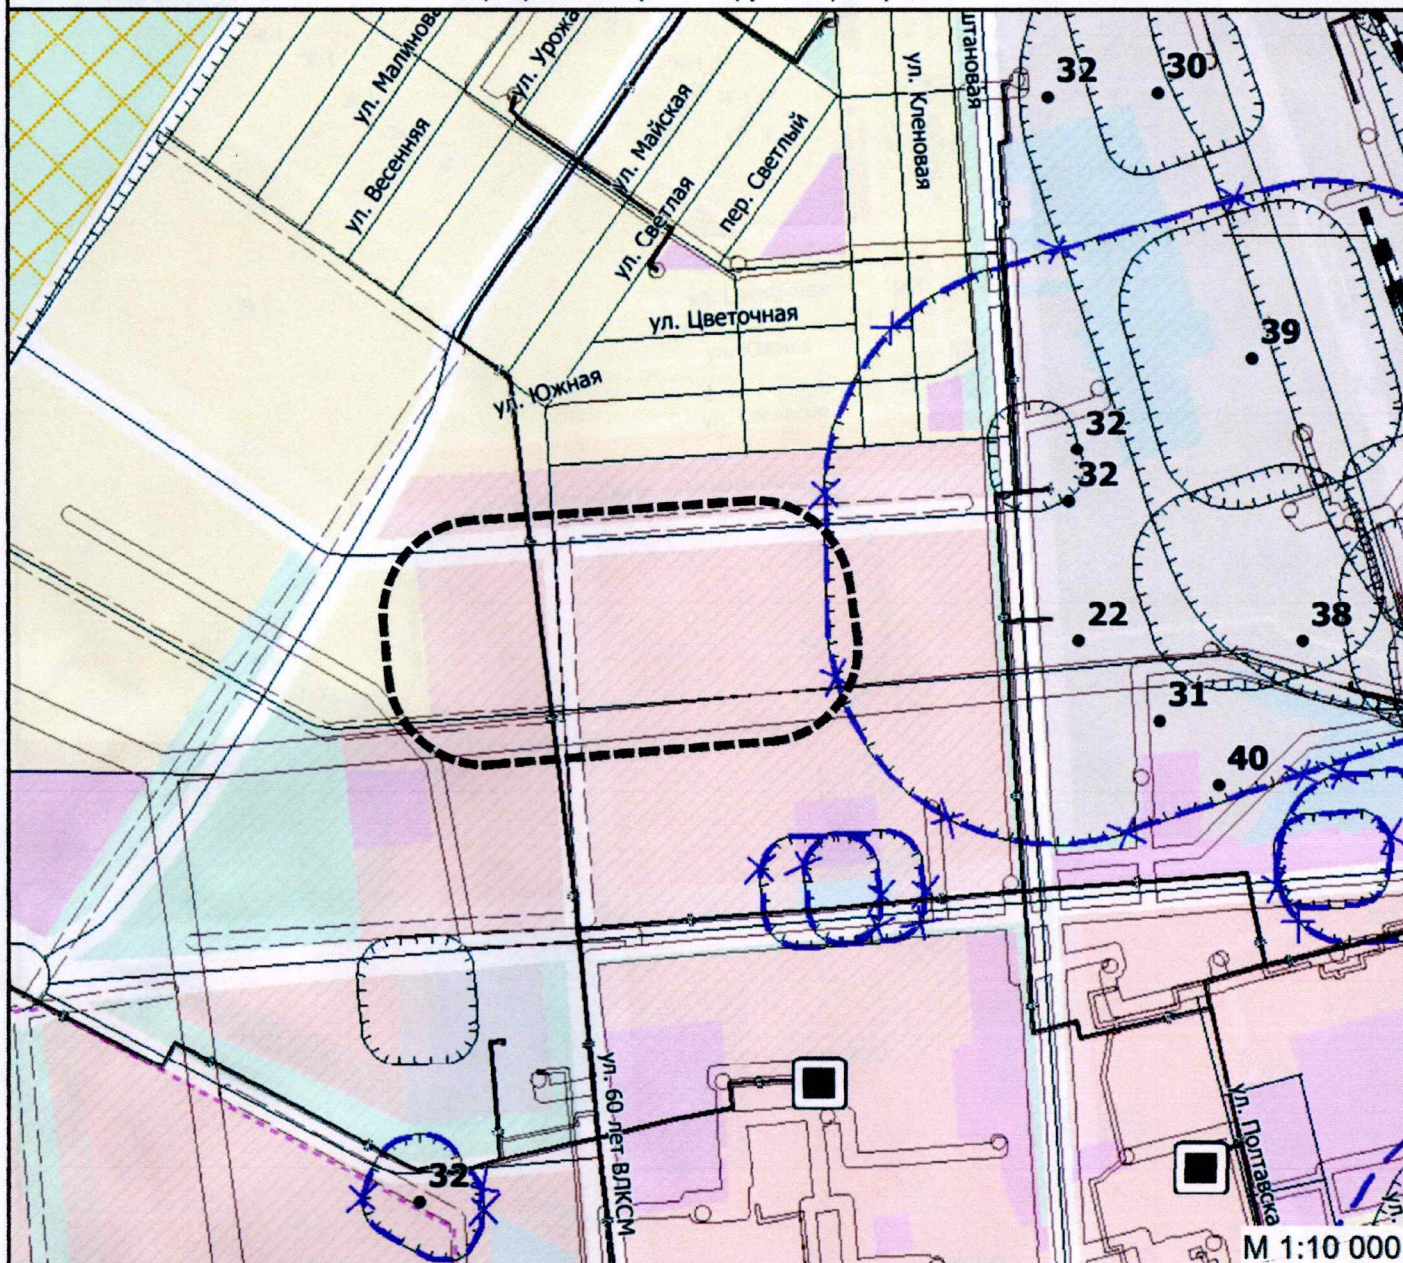 ул. Малинова
ул. Урожа
штановая
32
30
ул. Весенняя
ул. Майская
пер. Светлый
ул. Кленовая
ул. Светлая
ул. Цветочная
39
ул. Южная
32
32
22
38
31
40
ул. 60 лет ВЛКСМ
ул. Полтавска
32
ул.
М 1:10 000